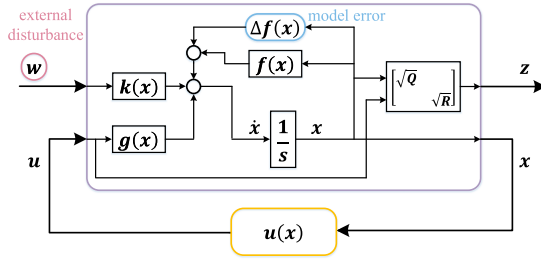 external
disturbance
Δf(x)
model error
w
f(x)
k(x)
√Q
√R
z
g(x)
ẋ
1
s
x
u
x
u(x)